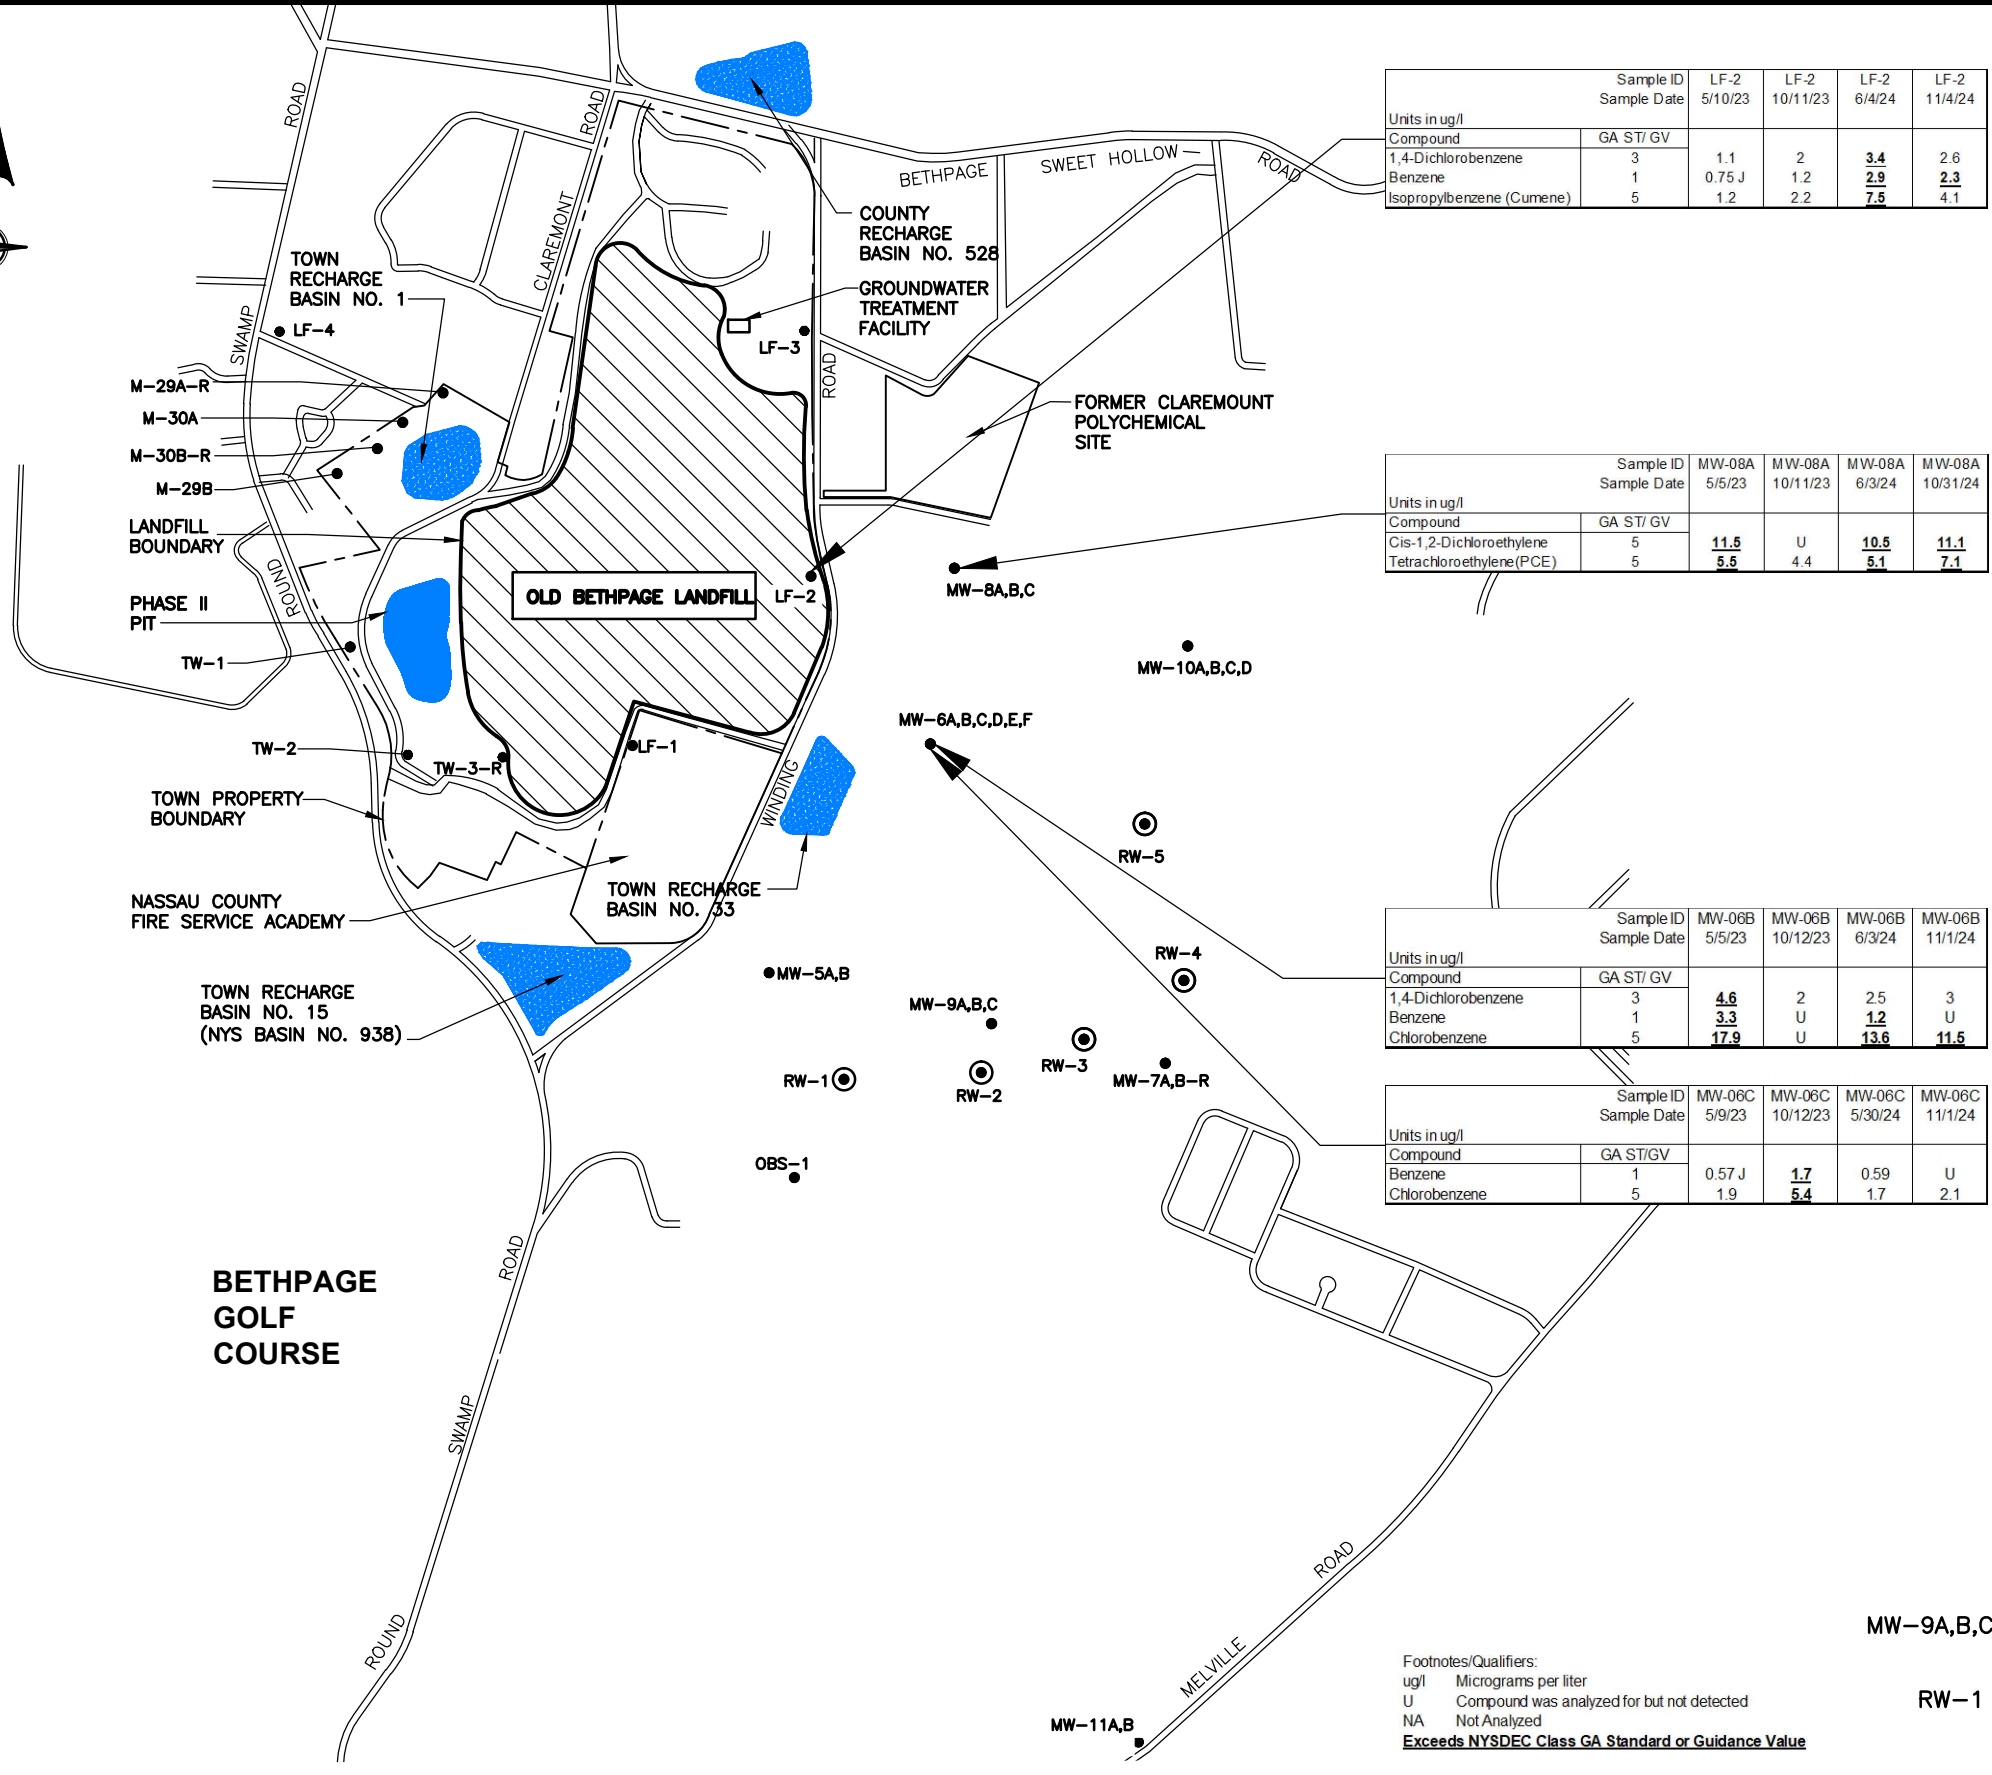 ROAD
ROAD
CLAREMONT
SWAMP
ROUND
BETHPAGE
SWEET HOLLOW
ROAD
ROAD
WINDING
COUNTY
RECHARGE
BASIN NO. 528
GROUNDWATER
TREATMENT
FACILITY
TOWN
RECHARGE
BASIN NO. 1
LF-4
LF-3
M-29A-R
M-30A
M-30B-R
M-29B
LANDFILL
BOUNDARY
FORMER CLAREMOUNT
POLYCHEMICAL
SITE
PHASE II
PIT
OLD BETHPAGE LANDFILL
LF-2
MW-8A,B,C
TW-1
MW-10A,B,C,D
MW-6A,B,C,D,E,F
TW-2
TW-3-R
LF-1
TOWN PROPERTY
BOUNDARY
RW-5
NASSAU COUNTY
FIRE SERVICE ACADEMY
TOWN RECHARGE
BASIN NO. 33
TOWN RECHARGE
BASIN NO. 15
(NYS BASIN NO. 938)
MW-5A,B
RW-4
MW-9A,B,C
RW-3
RW-1
RW-2
MW-7A,B-R
OBS-1
BETHPAGE
GOLF
COURSE
ROAD
SWAMP
ROUND
ROAD
MELVILLE
MW-11A,B
Sample ID LF-2 LF-2 LF-2 LF-2
Sample Date 5/10/23 10/11/23 6/4/24 11/4/24
Units in ug/l
Compound GA ST/ GV
1,4-Dichlorobenzene 3 1.1 2 3.4 2.6
Benzene 1 0.75 J 1.2 2.9 2.3
Isopropylbenzene (Cumene) 5 1.2 2.2 7.5 4.1
Sample ID MW-08A MW-08A MW-08A MW-08A
Sample Date 5/5/23 10/11/23 6/3/24 10/31/24
Units in ug/l
Compound GA ST/ GV
Cis-1,2-Dichloroethylene 5 11.5 U 10.5 11.1
Tetrachloroethylene(PCE) 5 5.5 4.4 5.1 7.1
Sample ID MW-06B MW-06B MW-06B MW-06B
Sample Date 5/5/23 10/12/23 6/3/24 11/1/24
Units in ug/l
Compound GA ST/ GV
1,4-Dichlorobenzene 3 4.6 2 2.5 3
Benzene 1 3.3 U 1.2 U
Chlorobenzene 5 17.9 U 13.6 11.5
Sample ID MW-06C MW-06C MW-06C MW-06C
Sample Date 5/9/23 10/12/23 5/30/24 11/1/24
Units in ug/l
Compound GA ST/GV
Benzene 1 0.57 J 1.7 0.59 U
Chlorobenzene 5 1.9 5.4 1.7 2.1
MW-9A,B,C
RW-1
Footnotes/Qualifiers:
ug/l Micrograms per liter
U Compound was analyzed for but not detected
NA Not Analyzed
Exceeds NYSDEC Class GA Standard or Guidance Value